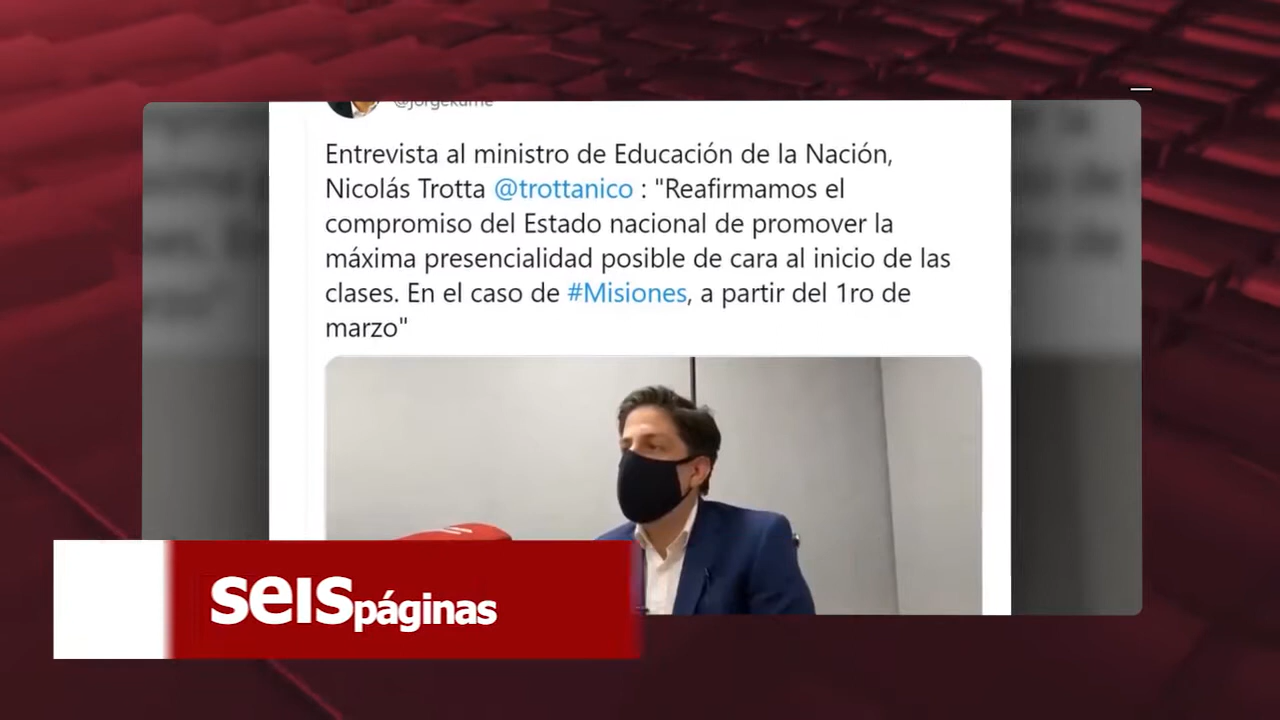 Entrevista al ministro de Educación de la Nación,
Nicolás Trotta @trottanico : "Reafirmamos el
compromiso del Estado nacional de promover la
máxima presencialidad posible de cara al inicio de las
clases. En el caso de #Misiones, a partir del 1ro de
marzo"
seis páginas